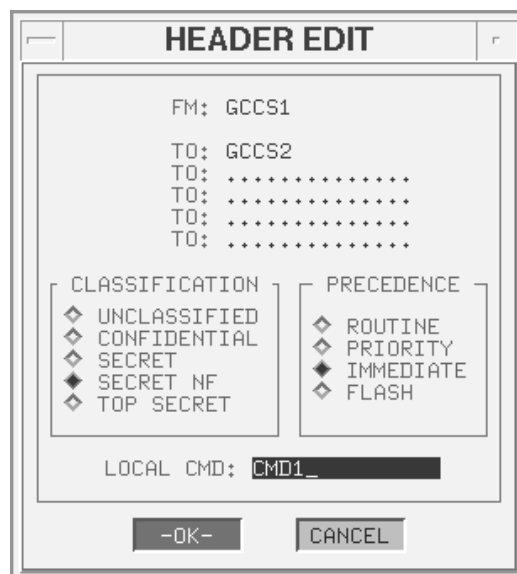 HEADER EDIT
FM: GCCS1
TO: GCCS2
TO: ..............
TO: ..............
TO: ..............
TO: ..............
CLASSIFICATION
UNCLASSIFIED
CONFIDENTIAL
SECRET
SECRET NF
TOP SECRET
PRECEDENCE
ROUTINE
PRIORITY
IMMEDIATE
FLASH
LOCAL CMD: CMD1_
-OK-
CANCEL